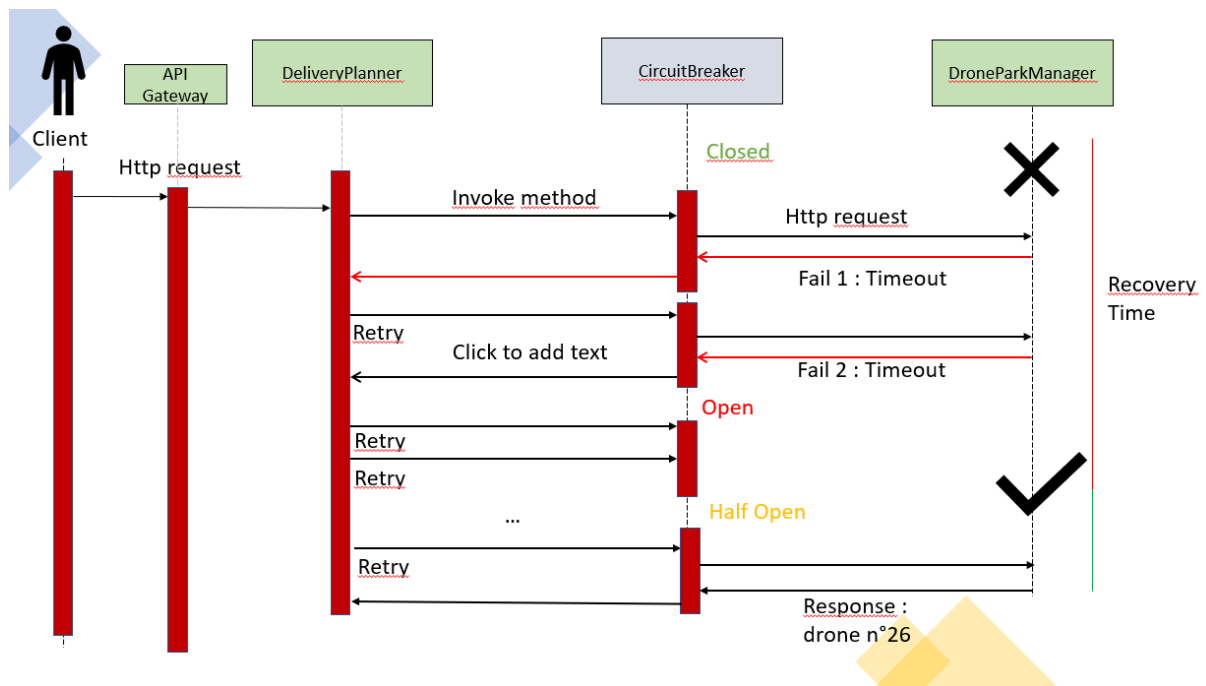 API
Gateway
DeliveryPlanner
CircuitBreaker
DroneParkManager
Client
Closed
Http request
Invoke method
Http request
Fail 1 : Timeout
Recovery
Time
Retry
Click to add text
Fail 2 : Timeout
Open
Retry
Retry
Half Open
...
Retry
Response :
drone n°26